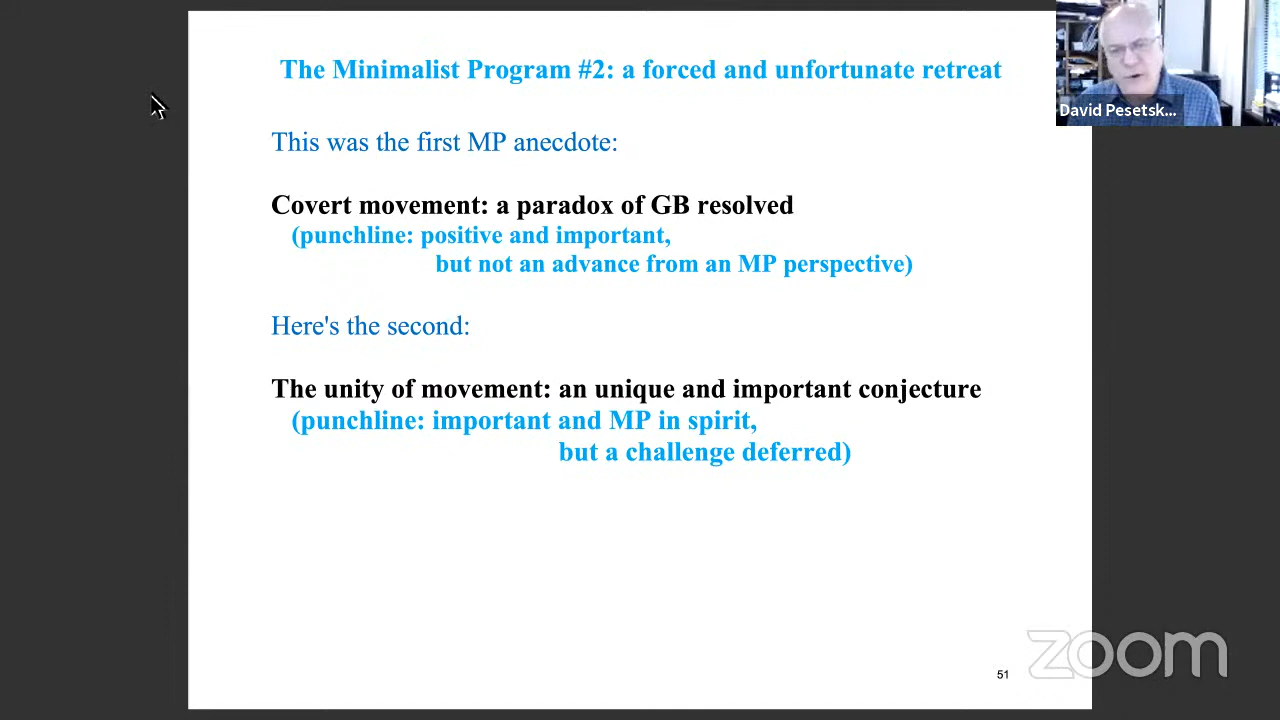 The Minimalist Program #2: a forced and unfortunate retreat
David Pesetsk...
This was the first MP anecdote:
Covert movement: a paradox of GB resolved
(punchline: positive and important,
but not an advance from an MP perspective)
Here's the second:
The unity of movement: an unique and important conjecture
(punchline: important and MP in spirit,
but a challenge deferred)
51
zoom